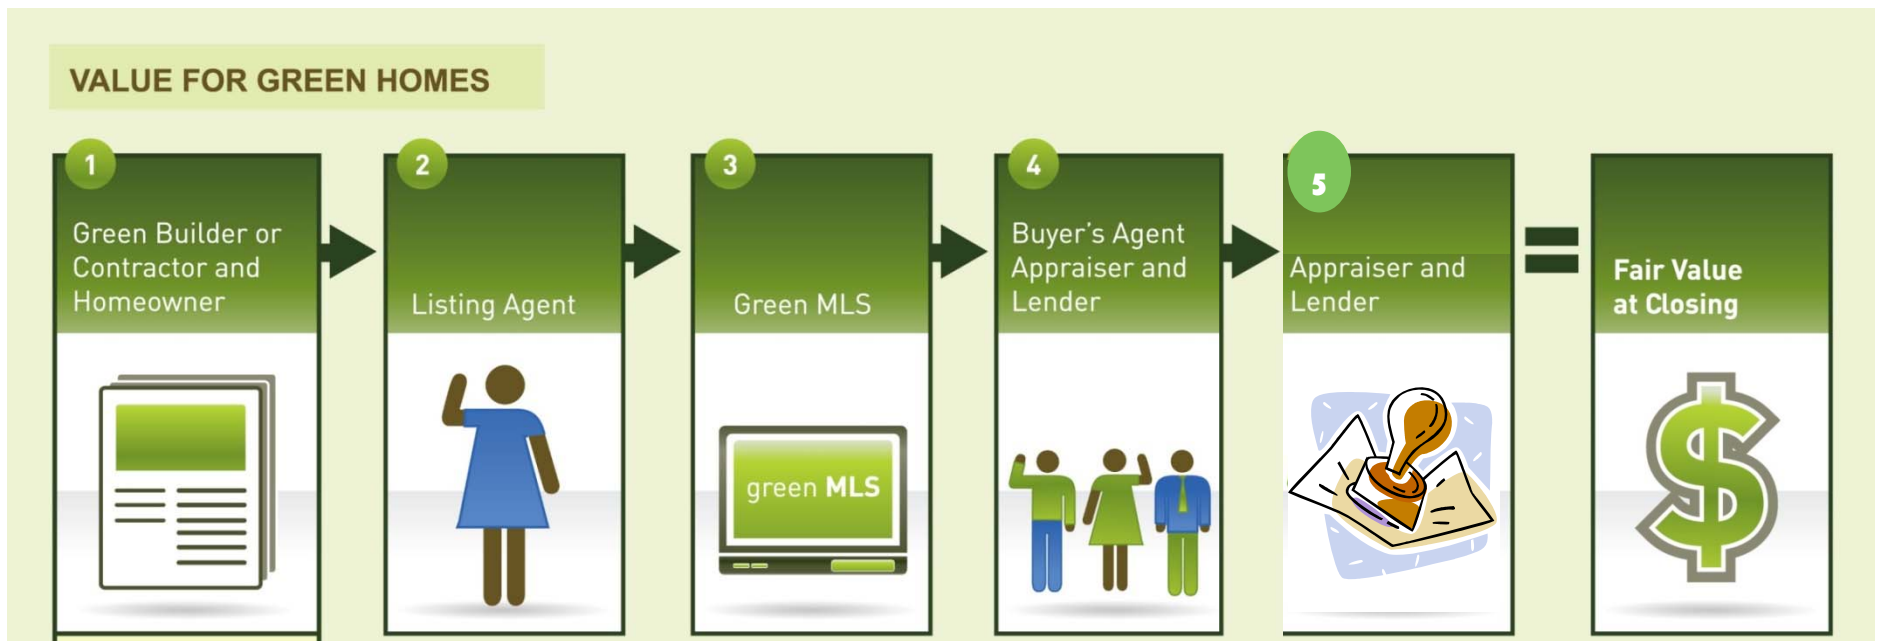 VALUE FOR GREEN HOMES
1
Green Builder or
Contractor and
Homeowner
2
Listing Agent
3
Green MLS
green MLS
4
Buyer's Agent
Appraiser and
Lender
5
Appraiser and
Lender
Fair Value
at Closing
$